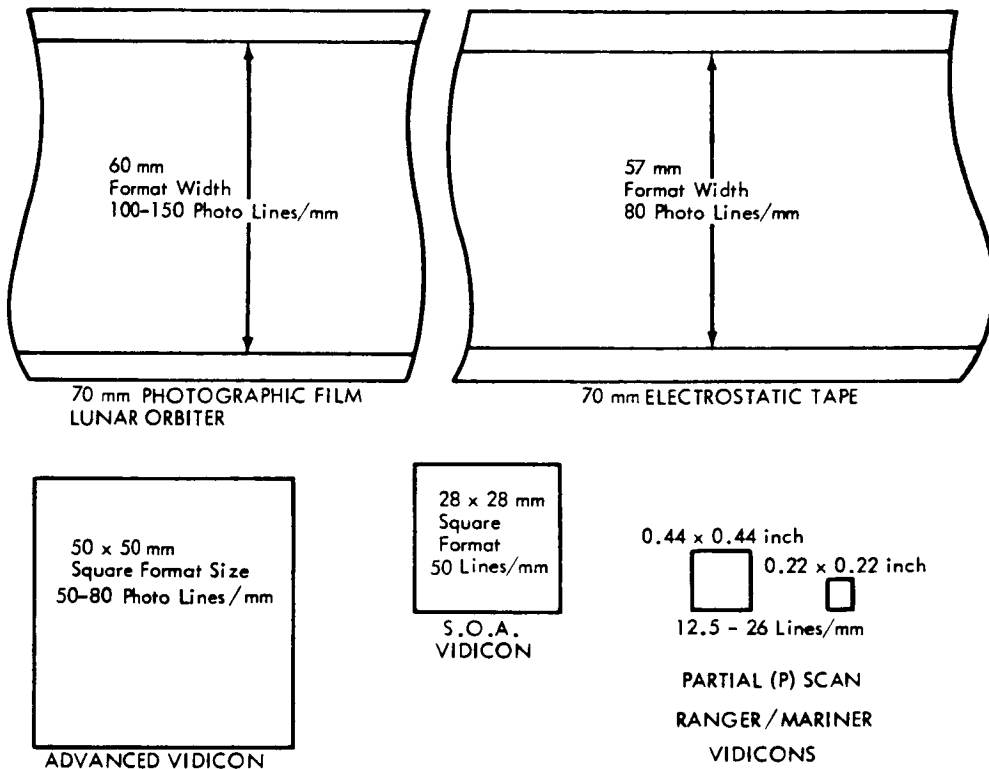 60 mm
Format Width
100-150 Photo Lines/mm
57 mm
Format Width
80 Photo Lines/mm
70 mm PHOTOGRAPHIC FILM
LUNAR ORBITER
70 mm ELECTROSTATIC TAPE
50 x 50 mm
Square Format Size
50-80 Photo Lines/mm
ADVANCED VIDICON
28 x 28 mm
Square
Format
50 Lines/mm
S.O.A.
VIDICON
0.44 x 0.44 inch
0.22 x 0.22 inch
12.5 - 26 Lines/mm
PARTIAL (P) SCAN
RANGER/MARINER
VIDICONS